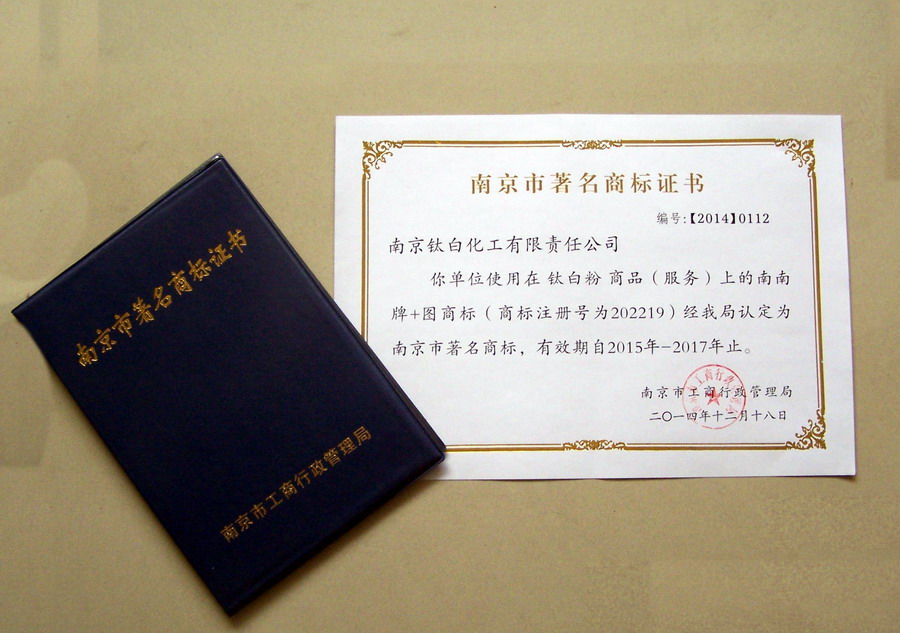 南京市著名商标证书
南京市工商行政管理局
南京市著名商标证书
编号:【2014】0112
南京钛白化工有限责任公司
你单位使用在 钛白粉 商品（服务）上的南南
牌+图商标（商标注册号为202219）经我局认定为
南京市著名商标，有效期自2015年-2017年止。
南京市工商行政管理局
二〇一四年十二月十八日